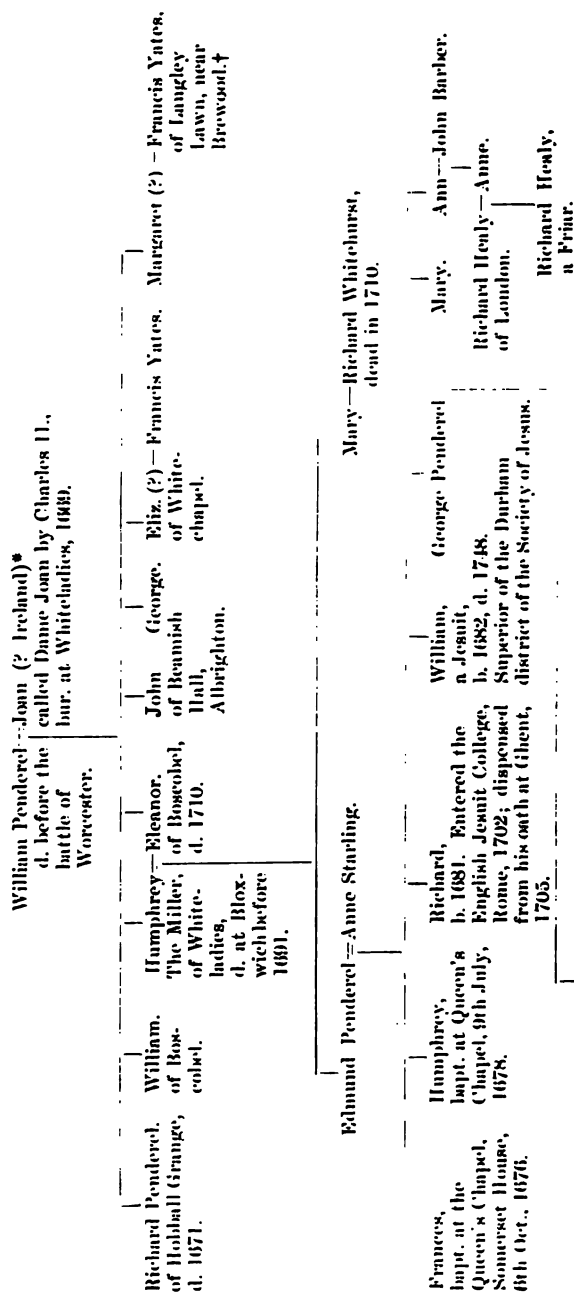 William Penderel=Joan (? Ireland)*
d. before the
battle of
Worcester.
called Dame Joan by Charles II.,
bur. at Whiteladies, 1669.
Richard Penderel.
of Hobball Grange,
d. 1671.
William.
of Bos-
cobel.
Humphrey—Eleanor.
The Miller,
of White-
ladies,
d. at Blox-
wich before
1691.
of Boscobel,
d. 1710.
John
of Beamish
Hall,
Albrighton.
George.
Eliz. (?) — Francis Yates.
of White-
chapel.
Margaret (?) — Francis Yates,
of Langley
Lawn, near
Brewood.†
Edmund Penderel=Anne Starling.
Mary—Richard Whitehurst,
dead in 1710.
Frances,
bapt. at the
Queen's Chapel,
Somerset House,
6th Oct., 1676.
Humphrey,
bapt. at Queen's
Chapel, 9th July,
1678.
Richard,
b. 1681. Entered the
English Jesuit College,
Rome, 1702; dispensed
from his oath at Ghent,
1705.
William,
a Jesuit,
b. 1682, d. 1748.
Superior of the Durham
district of the Society of Jesus.
George Penderel
Mary.
Ann—John Barber.
Richard Healy—Anne.
of London.
Richard Healy,
a Friar.